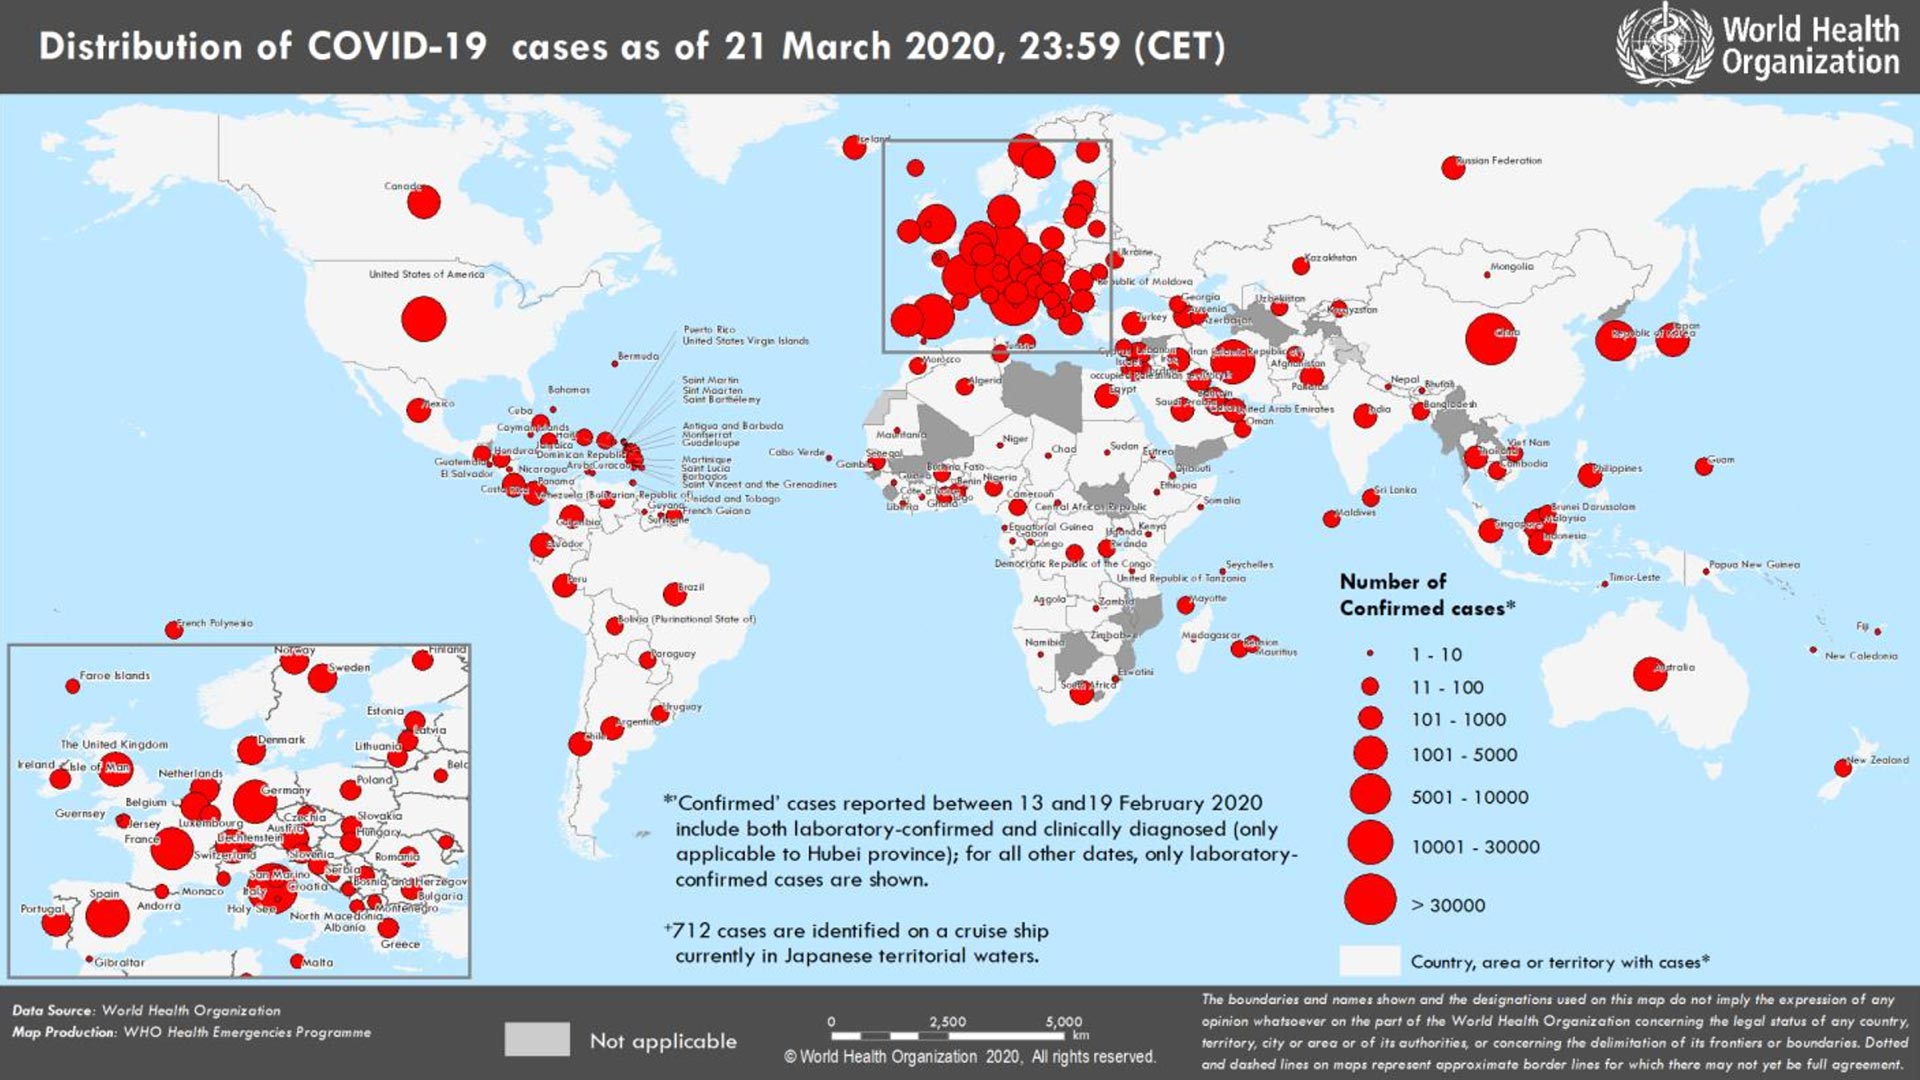 Distribution of COVID-19 cases as of 21 March 2020, 23:59 (CET)
World Health
Organization
Iceland
Russian Federation
Canada
United States of America
Ukraine
Kazakhstan
Mongolia
Republic of Moldova
Georgia
Uzbekistan
Armenia
Kyrgyzstan
Turkey
Azerbaijan
China
Japan
Republic of Korea
Puerto Rico
United States Virgin Islands
Bermuda
Tunisia
Cyprus
Lebanon
Iran (Islamic Republic of)
Morocco
Israel
Iraq
Afghanistan
Algeria
Nepal
Bhutan
Saint Martin
Sint Maarten
Saint Barthélemy
Bahamas
Egypt
Pakistan
Mexico
Cuba
Saudi Arabia
United Arab Emirates
India
Bangladesh
Oman
Cayman Islands
Antigua and Barbuda
Montserrat
Guadeloupe
Mauritania
Niger
Chad
Sudan
Eritrea
Viet Nam
Jamaica
Honduras
Dominican Republic
Guatemala
El Salvador
Nicaragua
Aruba
Curacao
Martinique
Saint Lucia
Barbados
Saint Vincent and the Grenadines
Cabo Verde
Senegal
Gambia
Burkina Faso
Djibouti
Thailand
Cambodia
Philippines
Guam
Costa Rica
Panama
Venezuela (Bolivarian Republic of)
Trinidad and Tobago
Guinea
Benin
Nigeria
Ethiopia
Sri Lanka
Guyana
French Guiana
Suriname
Colombia
Cote d'Ivoire
Togo
Liberia
Ghana
Cameroon
Central African Republic
Somalia
Maldives
Brunei Darussalam
Malaysia
Singapore
Indonesia
Equatorial Guinea
Gabon
Congo
Uganda
Kenya
Rwanda
Ecuador
Democratic Republic of the Congo
United Republic of Tanzania
Seychelles
Papua New Guinea
Timor-Leste
Peru
Brazil
Angola
Zambia
Mayotte
French Polynesia
Bolivia (Plurinational State of)
Namibia
Zimbabwe
Madagascar
Réunion
Mauritius
Fiji
New Caledonia
Paraguay
Eswatini
South Africa
Australia
Uruguay
Argentina
Chile
New Zealand
Number of
Confirmed cases*
1 - 10
11 - 100
101 - 1000
1001 - 5000
5001 - 10000
10001 - 30000
> 30000
Country, area or territory with cases*
Norway
Finland
Sweden
Faroe Islands
Estonia
Latvia
Denmark
Lithuania
The United Kingdom
Ireland
Isle of Man
Netherlands
Belc
Poland
Germany
Belgium
Guernsey
Jersey
Luxembourg
Czechia
Slovakia
Austria
Hungary
France
Liechtenstein
Switzerland
Slovenia
Romania
San Marino
Serbia
Croatia
Bosnia and Herzegov
Spain
Monaco
Italy
Bulgaria
Portugal
Andorra
Holy See
Montenegro
North Macedonia
Albania
Greece
Gibraltar
Malta
*'Confirmed' cases reported between 13 and19 February 2020
include both laboratory-confirmed and clinically diagnosed (only
applicable to Hubei province); for all other dates, only laboratory-
confirmed cases are shown.
+712 cases are identified on a cruise ship
currently in Japanese territorial waters.
Data Source: World Health Organization
Map Production: WHO Health Emergencies Programme
Not applicable
0 2,500 5,000
km
© World Health Organization 2020, All rights reserved.
The boundaries and names shown and the designations used on this map do not imply the expression of any
opinion whatsoever on the part of the World Health Organization concerning the legal status of any country,
territory, city or area or of its authorities, or concerning the delimitation of its frontiers or boundaries. Dotted
and dashed lines on maps represent approximate border lines for which there may not yet be full agreement.